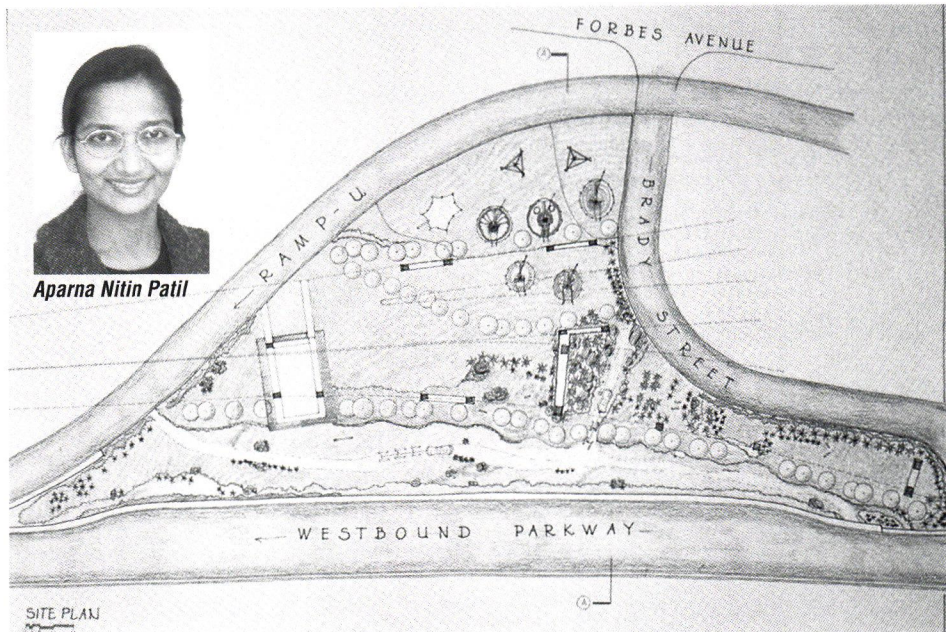 FORBES AVENUE
A
RAMP-U
BRADY STREET
Aparna Nitin Patil
WESTBOUND PARKWAY
A
SITE PLAN